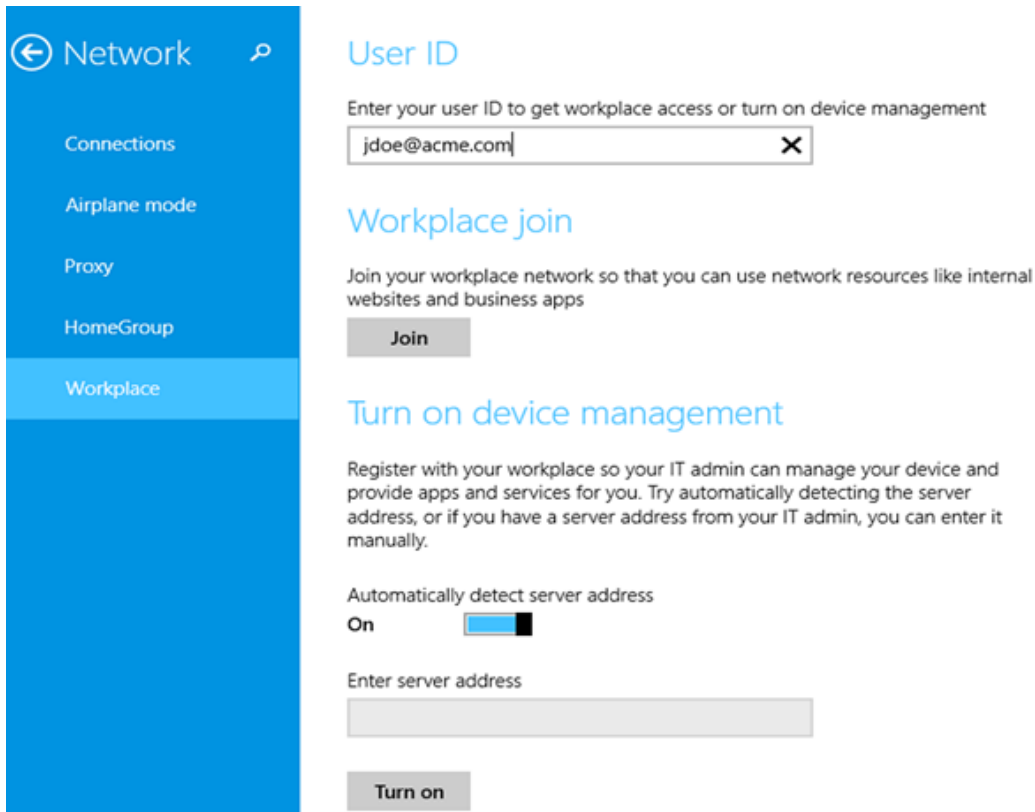 Network
Connections
Airplane mode
Proxy
HomeGroup
Workplace
User ID
Enter your user ID to get workplace access or turn on device management
jdoe@acme.com
Workplace join
Join your workplace network so that you can use network resources like internal
websites and business apps
Join
Turn on device management
Register with your workplace so your IT admin can manage your device and
provide apps and services for you. Try automatically detecting the server
address, or if you have a server address from your IT admin, you can enter it
manually.
Automatically detect server address
On
Enter server address
Turn on